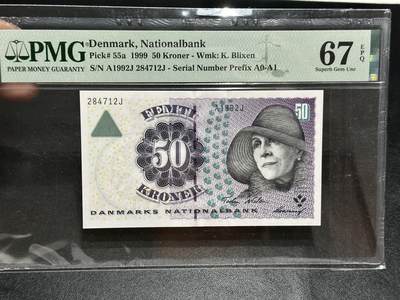 PMG
PAPER MONEY GUARANTY
Denmark, Nationalbank
Pick# 55a 1999 50 Kroner - Wmk: K. Blixen
S/N A1992J 284712J - Serial Number Prefix A0-A1
67 EPQ
Superb Gem Unc
284712J
FEMTI
A1992J
50
50
KRONER
DANMARKS NATIONALBANK